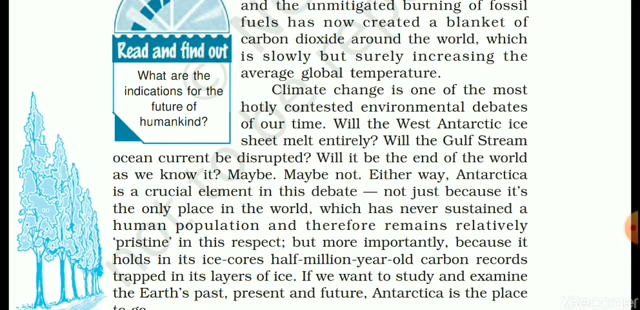 and the unmitigated burning of fossil
fuels has now created a blanket of
carbon dioxide around the world, which
is slowly but surely increasing the
average global temperature.
Read and find out
What are the
indications for the
future of
humankind?
Climate change is one of the most
hotly contested environmental debates
of our time. Will the West Antarctic ice
sheet melt entirely? Will the Gulf Stream
ocean current be disrupted? Will it be the end of the world
as we know it? Maybe. Maybe not. Either way, Antarctica
is a crucial element in this debate — not just because it's
the only place in the world, which has never sustained a
human population and therefore remains relatively
‘pristine’ in this respect; but more importantly, because it
holds in its ice-cores half-million-year-old carbon records
trapped in its layers of ice. If we want to study and examine
the Earth's past, present and future, Antarctica is the place
to go.